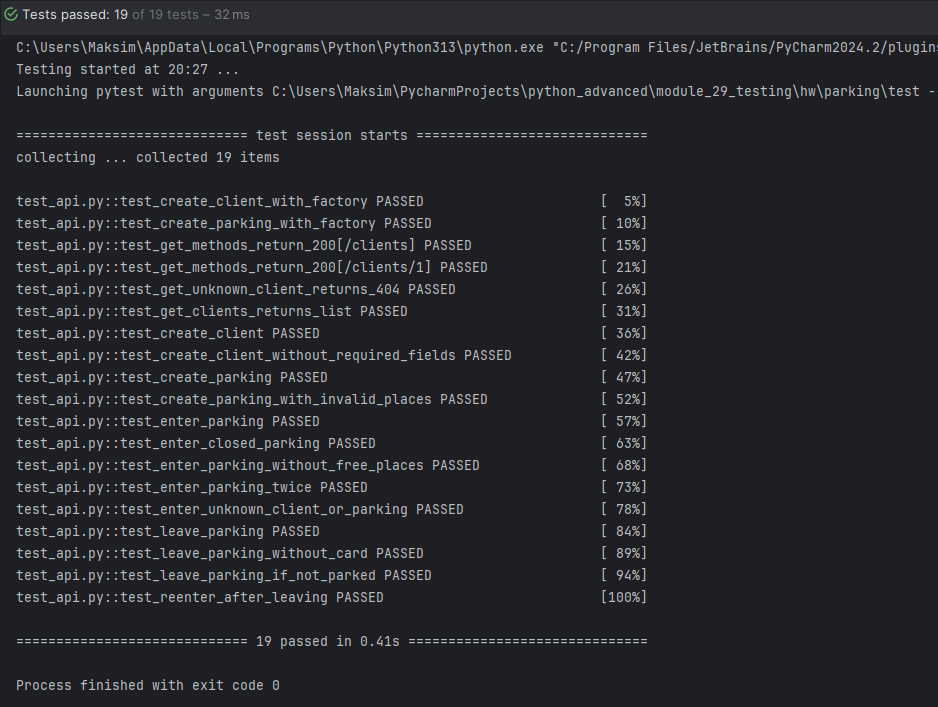 Tests passed: 19 of 19 tests – 32 ms
C:\Users\Maksim\AppData\Local\Programs\Python\Python313\python.exe "C:/Program Files/JetBrains/PyCharm2024.2/plugins
Testing started at 20:27 ...
Launching pytest with arguments C:\Users\Maksim\PycharmProjects\python_advanced\module_29_testing\hw\parking\test -
============================= test session starts =============================
collecting ... collected 19 items
test_api.py::test_create_client_with_factory PASSED [  5%]
test_api.py::test_create_parking_with_factory PASSED [ 10%]
test_api.py::test_get_methods_return_200[/clients] PASSED [ 15%]
test_api.py::test_get_methods_return_200[/clients/1] PASSED [ 21%]
test_api.py::test_get_unknown_client_returns_404 PASSED [ 26%]
test_api.py::test_get_clients_returns_list PASSED [ 31%]
test_api.py::test_create_client PASSED [ 36%]
test_api.py::test_create_client_without_required_fields PASSED [ 42%]
test_api.py::test_create_parking PASSED [ 47%]
test_api.py::test_create_parking_with_invalid_places PASSED [ 52%]
test_api.py::test_enter_parking PASSED [ 57%]
test_api.py::test_enter_closed_parking PASSED [ 63%]
test_api.py::test_enter_parking_without_free_places PASSED [ 68%]
test_api.py::test_enter_parking_twice PASSED [ 73%]
test_api.py::test_enter_unknown_client_or_parking PASSED [ 78%]
test_api.py::test_leave_parking PASSED [ 84%]
test_api.py::test_leave_parking_without_card PASSED [ 89%]
test_api.py::test_leave_parking_if_not_parked PASSED [ 94%]
test_api.py::test_reenter_after_leaving PASSED [100%]
============================= 19 passed in 0.41s ==============================
Process finished with exit code 0